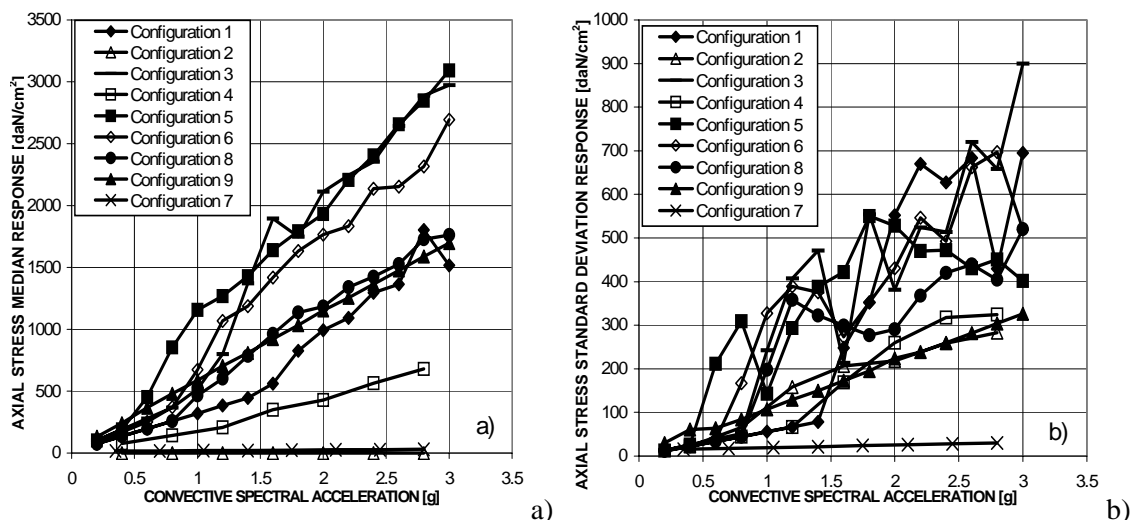 AXIAL STRESS MEDIAN RESPONSE [daN/cm²]
3500
3000
2500
2000
1500
1000
500
0
Configuration 1
Configuration 2
Configuration 3
Configuration 4
Configuration 5
Configuration 6
Configuration 8
Configuration 9
Configuration 7
a)
0 0.5 1 1.5 2 2.5 3 3.5
CONVECTIVE SPECTRAL ACCELERATION [g]
a)
AXIAL STRESS STANDARD DEVIATION RESPONSE [daN/cm²]
1000
900
800
700
600
500
400
300
200
100
0
Configuration 1
Configuration 2
Configuration 3
Configuration 4
Configuration 5
Configuration 6
Configuration 8
Configuration 9
Configuration 7
b)
0 0.5 1 1.5 2 2.5 3 3.5
CONVECTIVE SPECTRAL ACCELERATION [g]
b)